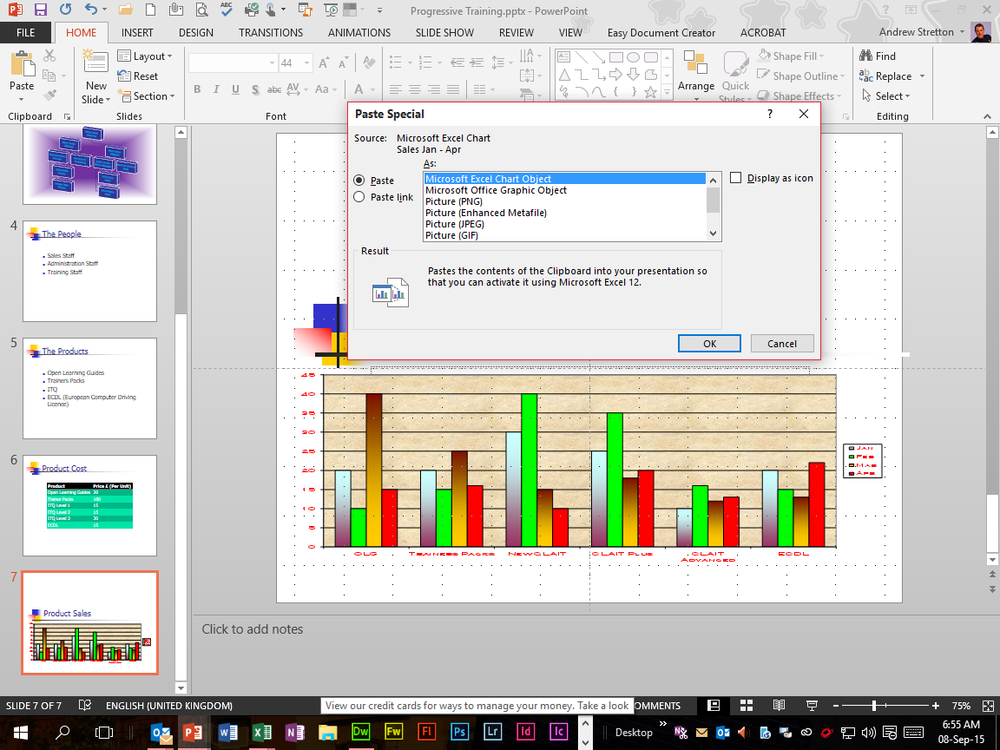 Progressive Training.pptx - PowerPoint
FILE HOME INSERT DESIGN TRANSITIONS ANIMATIONS SLIDE SHOW REVIEW VIEW Easy Document Creator ACROBAT Andrew Stretton
Paste
New
Slide
Layout
Reset
Section
44
Arrange
Quick
Styles
Shape Fill
Shape Outline
Shape Effects
Find
Replace
Select
Clipboard Slides Font Editing
Paste Special
Source: Microsoft Excel Chart
Sales Jan - Apr
As:
Paste
Paste link
Microsoft Excel Chart Object
Microsoft Office Graphic Object
Picture (PNG)
Picture (Enhanced Metafile)
Picture (JPEG)
Picture (GIF)
Display as icon
Result
Pastes the contents of the Clipboard into your presentation so
that you can activate it using Microsoft Excel 12.
OK Cancel
4
The People
Sales Staff
Administration Staff
Training Staff
5
The Products
Open Learning Guides
Trainers Packs
ITQ
ECDL (European Computer Driving
Licence)
6
Product Cost
Product Price £ (Per Unit)
Open Learning Guides 20
Trainer Packs 100
ITQ Level 1 15
ITQ Level 2 15
ITQ Level 3 20
ECDL 15
7
Product Sales
45
40
35
30
25
20
15
10
5
0
OLG Trainers Packs NewCLAIT CLAIT Plus CLAIT Advanced ECDL
Jan
Feb
Mar
Apr
Click to add notes
SLIDE 7 OF 7 ENGLISH (UNITED KINGDOM)
View our credit cards for ways to manage your money. Take a look
OMMENTS
75%
Dw Fw Fl Ps Lr Id Ic
Desktop
6:55 AM
08-Sep-15